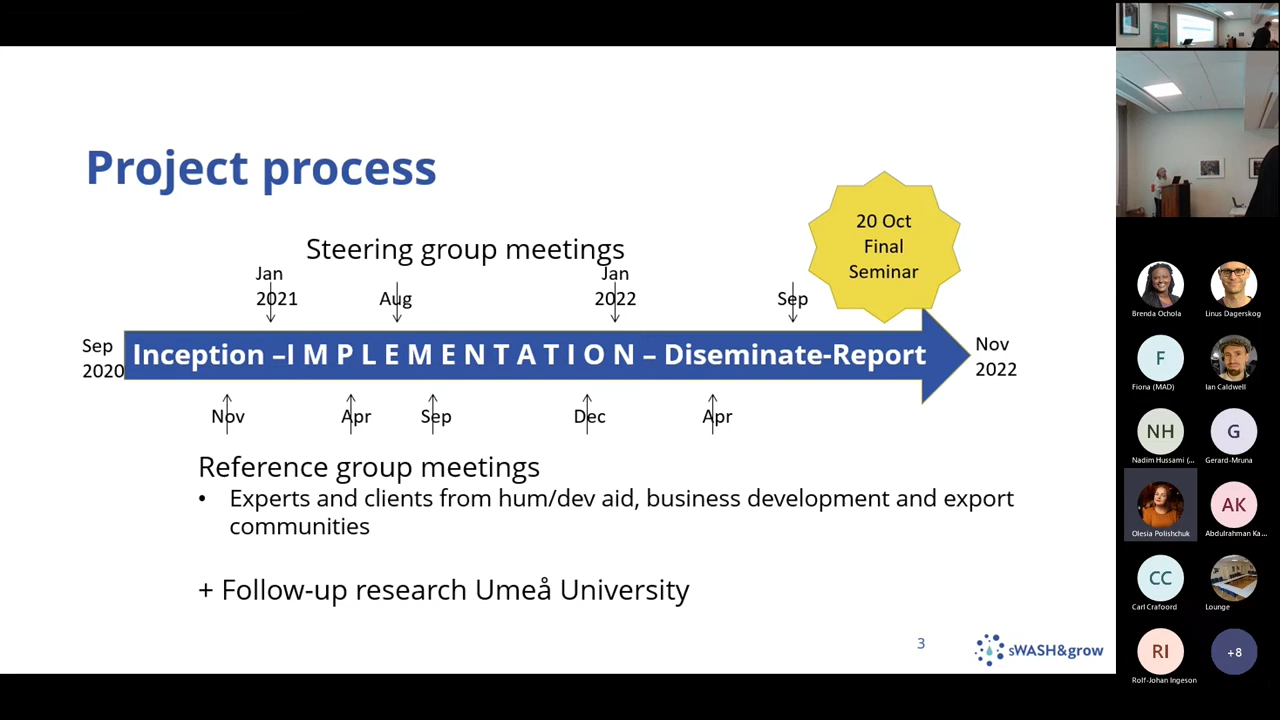 Project process
Steering group meetings
Jan
2021
Aug
Jan
2022
Sep
20 Oct
Final
Seminar
Sep
2020
Inception –I M P L E M E N T A T I O N – Diseminate-Report
Nov
2022
Nov
Apr
Sep
Dec
Apr
Reference group meetings
• Experts and clients from hum/dev aid, business development and export
communities
+ Follow-up research Umeå University
3
sWASH&grow
Brenda Ochola
Linus Dagerskog
F
Fiona (MAD)
Ian Caldwell
NH
Nadim Hussami (...
G
Gerard-Mruna
Olesia Polishchuk
AK
Abdulrahman Ka...
CC
Carl Crafoord
Lounge
RI
Rolf-Johan Ingeson
+8